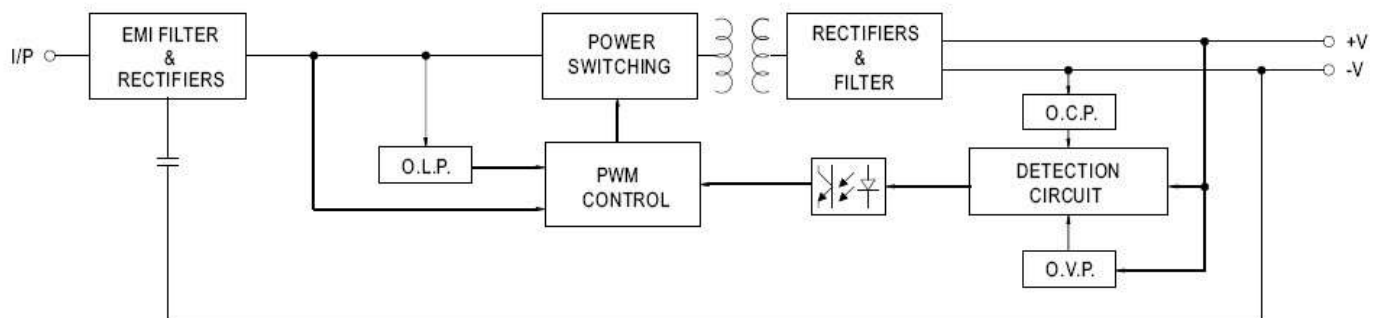 I/P
EMI FILTER
&
RECTIFIERS
POWER
SWITCHING
RECTIFIERS
&
FILTER
+V
-V
O.C.P.
O.L.P.
PWM
CONTROL
DETECTION
CIRCUIT
O.V.P.